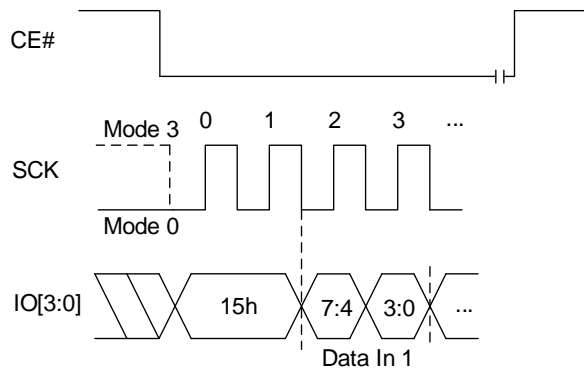 CE#
Mode 3
0 1 2 3 ...
SCK
Mode 0
IO[3:0]
15h 7:4 3:0 ...
Data In 1